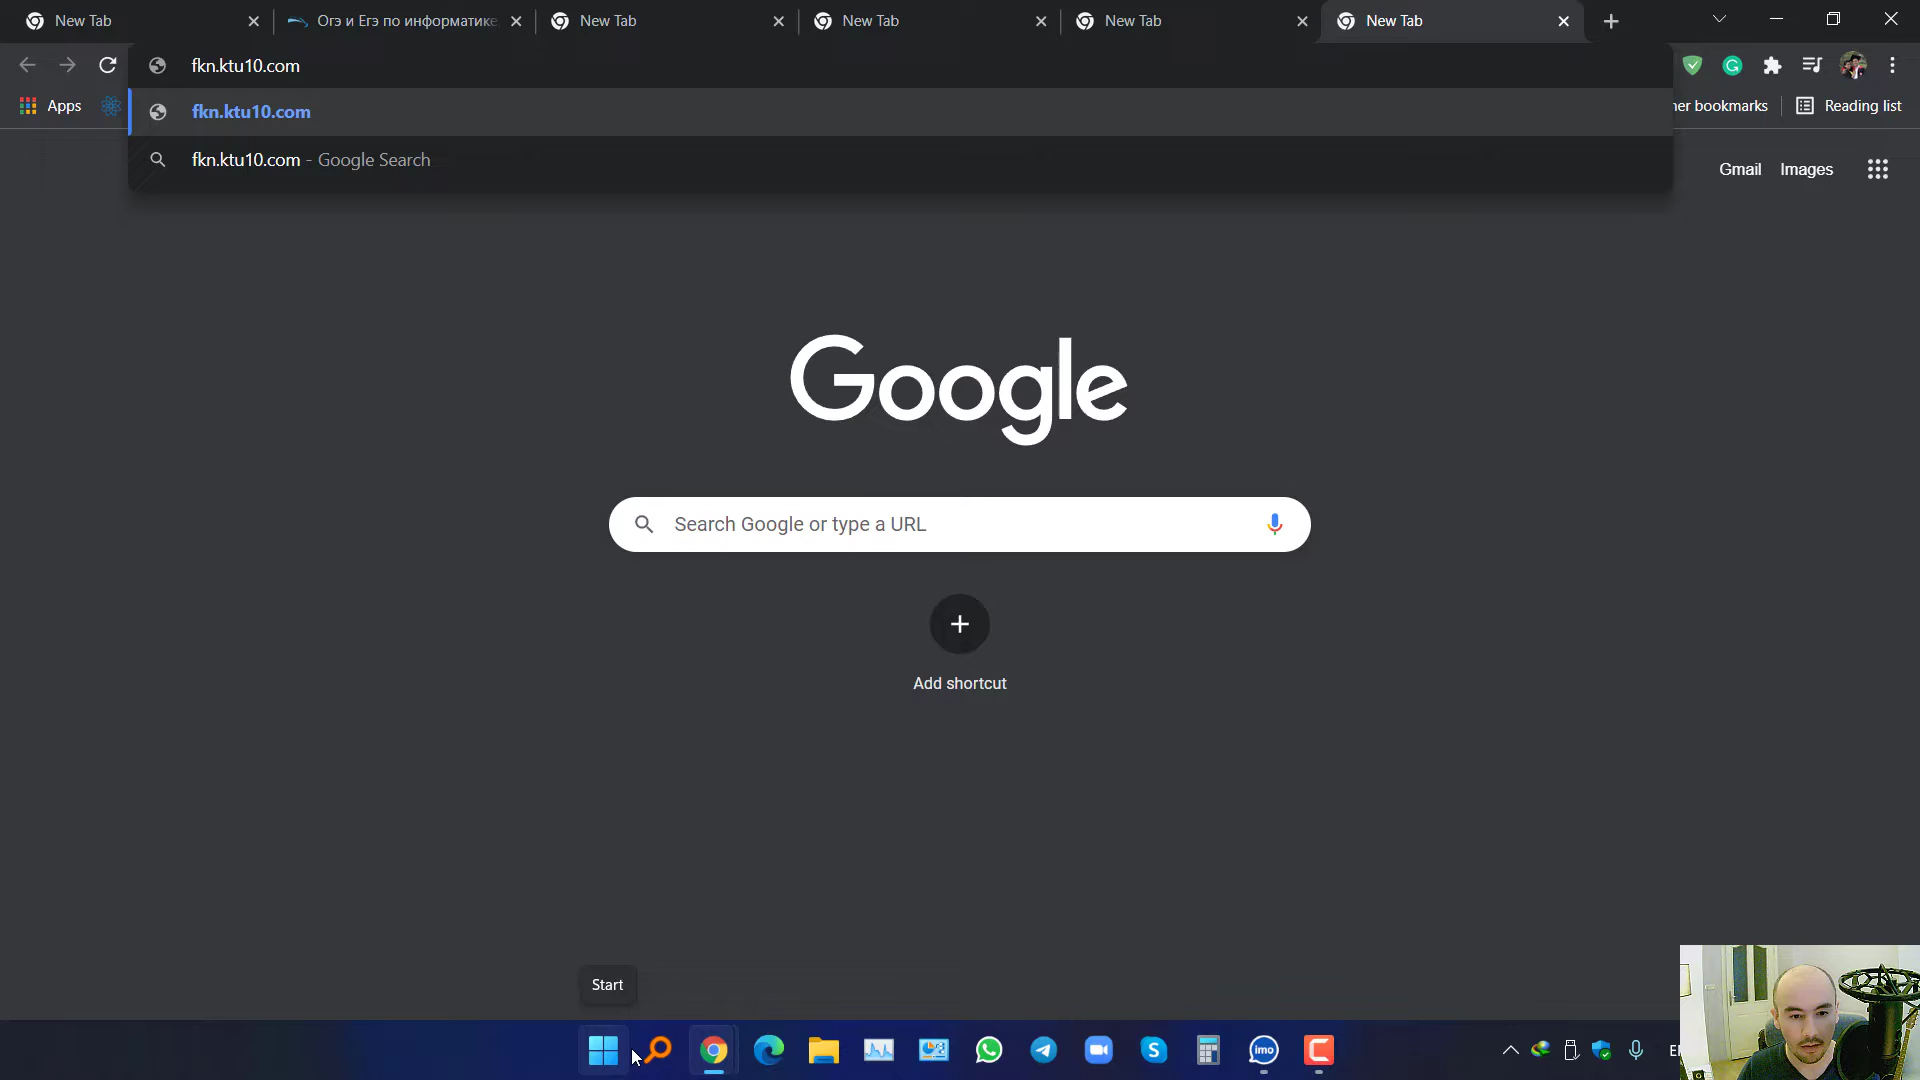 New Tab
Огэ и Егэ по информатике
New Tab
New Tab
New Tab
New Tab
fkn.ktu10.com
Apps
fkn.ktu10.com
her bookmarks
Reading list
fkn.ktu10.com - Google Search
Gmail
Images
Google
Search Google or type a URL
Add shortcut
Start
imo